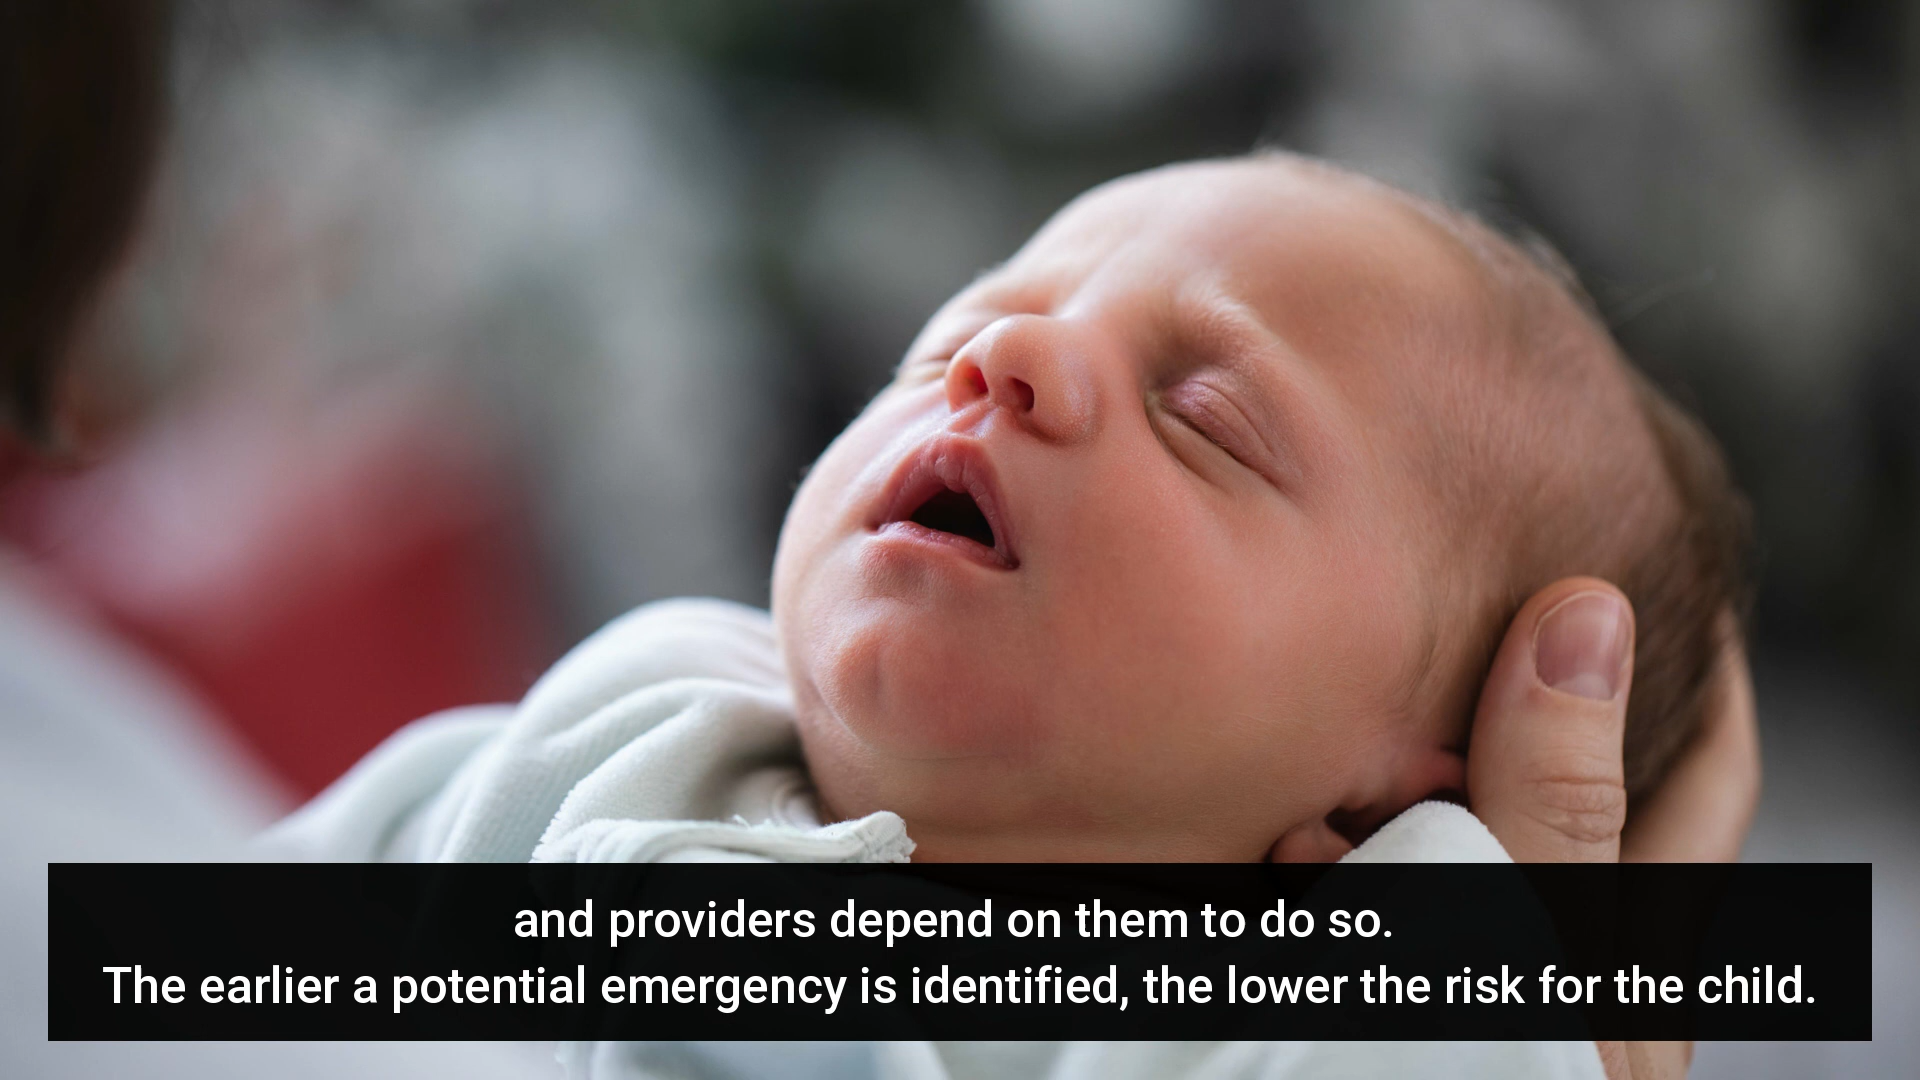 and providers depend on them to do so.
The earlier a potential emergency is identified, the lower the risk for the child.